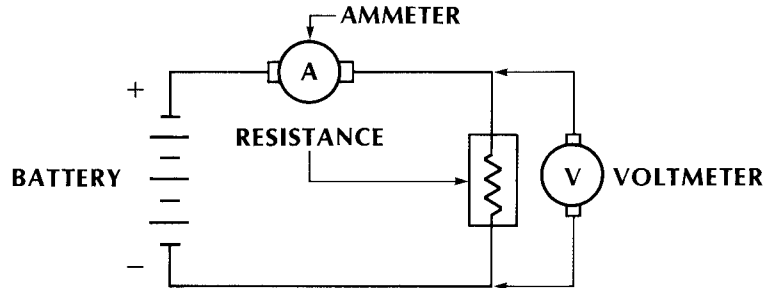 AMMETER
A
+
RESISTANCE
BATTERY
V
VOLTMETER
−